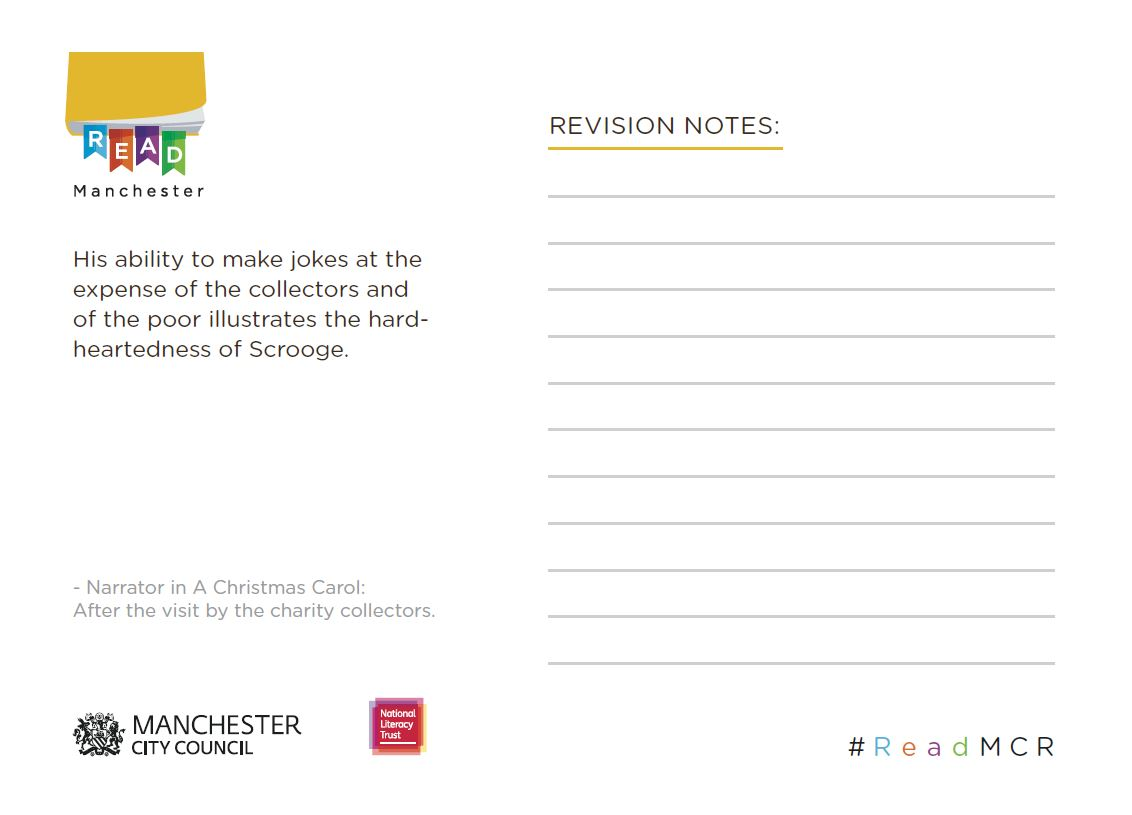 READ
Manchester
His ability to make jokes at the
expense of the collectors and
of the poor illustrates the hard-
heartedness of Scrooge.
- Narrator in A Christmas Carol:
After the visit by the charity collectors.
MANCHESTER
CITY COUNCIL
National
Literacy
Trust
REVISION NOTES:
#ReadMCR